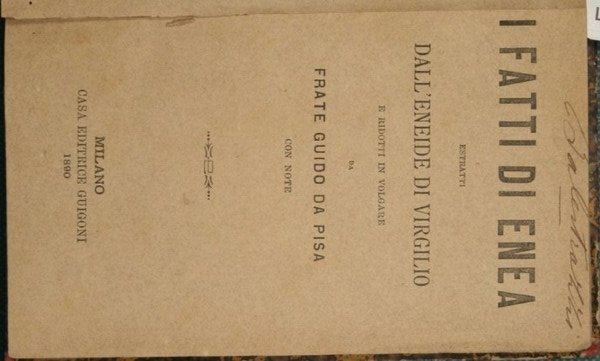 I FATTI DI ENEA
ESTRATTI
DALL'ENEIDE DI VIRGILIO
E RIDOTTI IN VOLGARE
DA
FRATE GUIDO DA PISA
CON NOTE
MILANO
CASA EDITRICE GUIGONI
1890